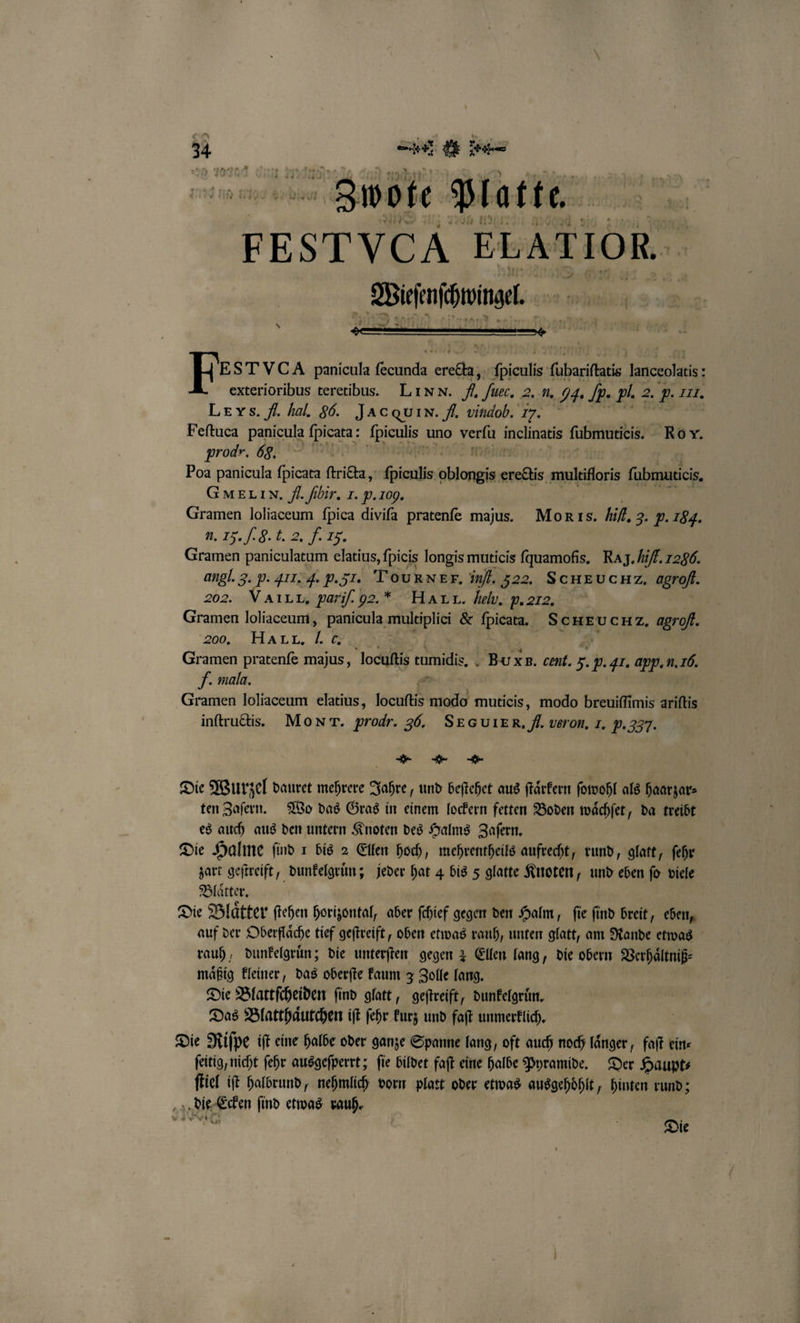 34
Zwote Platte.
FESTVCA ELATIOR.
Wiesenschwingel.
FESTVCA panicula ſecunda erecta, ſpiculis ſubariſtatis lanceolatis:
exterioribus teretibus. LINN. fl. ſuec. 2. n. 94. ſp. pl. 2. p. 111.
LEYS. fl. hal. 86. JACQUIN. fl. vindob. 17.
Feſtuca panicula ſpicata: ſpiculis uno verſu inclinatis ſubmuticis. ROY.
prodr. 68.
Poa panicula ſpicata ſtricta, ſpiculis oblongis erectis multifloris ſubmuticis.
GMELIN. fl. ſibir. 1. p. 109.
Gramen loliaceum ſpica diviſa pratenſe majus. MORIS. hiſt. 3. p. 184.
n. 15. f. 8. t. 2. f. 15.
Gramen paniculatum elatius, ſpicis longis muticis ſquamoſis. RAJ. hiſt. 1286.
angl. 3. p. 411. 4. p. 51. TOURNEF. inſt. 522. SCHEUCHZ. agroſt.
202. VAILL. pariſ. 92. * HALL. helv. p. 212.
Gramen loliaceum, panicula multiplici & ſpicata. SCHEUCHZ. agroſt.
200. HALL. l. c.
Gramen pratenſe majus, locuſtis tumidis. BUXB. cent. 5. p. 41. app. n. 16.
f. mala.
Gramen loliaceum elatius, locuſtis modo muticis, modo breuiſſimis ariſtis
inſtructis. MONT. prodr. 36. SEGUIER. fl. veron. 1. p. 337.
Die Wurzel dauret mehrere Jahre, und beſtehet aus ſtärkern ſowohl als haarzar-
ten Zaſern. Wo das Gras in einem lockern fetten Boden wächſet, da treibt
es auch aus den untern Knoten des Halms Zaſern.
Die Halme ſind 1 bis 2 Ellen hoch, mehrentheils aufrecht, rund, glatt, ſehr
zart geſtreift, dunkelgrün; jeder hat 4 bis 5 glatte Knoten, und eben ſo viele
Blätter.
Die Blätter ſtehen horizontal, aber ſchief gegen den Halm, ſie ſind breit, eben,
auf der Oberfläche tief geſtreift, oben etwas rauh, unten glatt, am Rande etwas
rauh, dunkelgrün; die unterſten gegen ½ Ellen lang, die obern Verhältniß-
mäßig kleiner, das oberſte kaum 3 Zolle lang.
Die Blattſcheiden ſind glatt, geſtreift, dunkelgrün.
Das Blatthäutchen iſt ſehr kurz und faſt unmerklich.
Die Riſpe iſt eine halbe oder ganze Spanne lang, oft auch noch länger, faſt ein-
ſeitig, nicht ſehr ausgeſperrt; ſie bildet faſt eine halbe Pyramide. Der Haupt-
ſtiel iſt halbrund, nehmlich vorn platt oder etwas ausgehöhlt, hinten rund;
die Ecken ſind etwas rauh.
Die